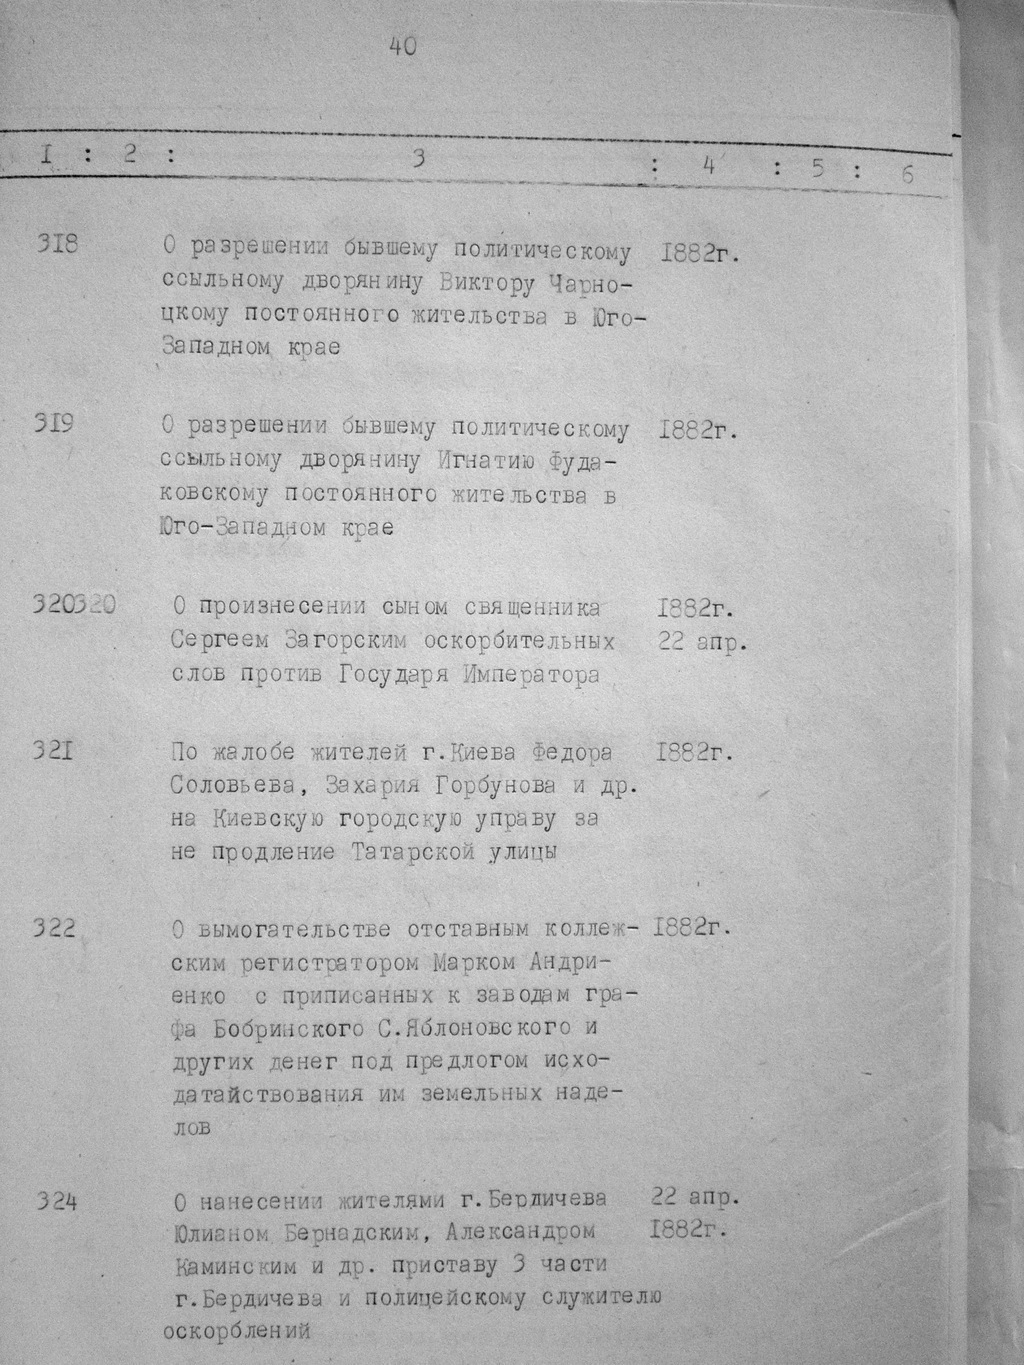 40
I : 2 : 3 : 4 : 5 : 6
318 О разрешении бывшему политическому 1882г.
ссыльному дворянину Виктору Чарно-
цкому постоянного жительства в Юго-
Западном крае
319 О разрешении бывшему политическому 1882г.
ссыльному дворянину Игнатию Фуда-
ковскому постоянного жительства в
Юго-Западном крае
320320 О произнесении сыном священника 1882г.
Сергеем Загорским оскорбительных 22 апр.
слов против Государя Императора
321 По жалобе жителей г.Киева Федора 1882г.
Соловьева, Захария Горбунова и др.
на Киевскую городскую управу за
не продление Татарской улицы
322 О вымогательстве отставным коллеж- 1882г.
ским регистратором Марком Андри-
енко с приписанных к заводам гра-
фа Бобринского С.Яблоновского и
других денег под предлогом исхо-
датайствования им земельных наде-
лов
324 О нанесении жителями г.Бердичева 22 апр.
Юлианом Бернадским, Александром 1882г.
Каминским и др. приставу 3 части
г.Бердичева и полицейскому служителю
оскорблений